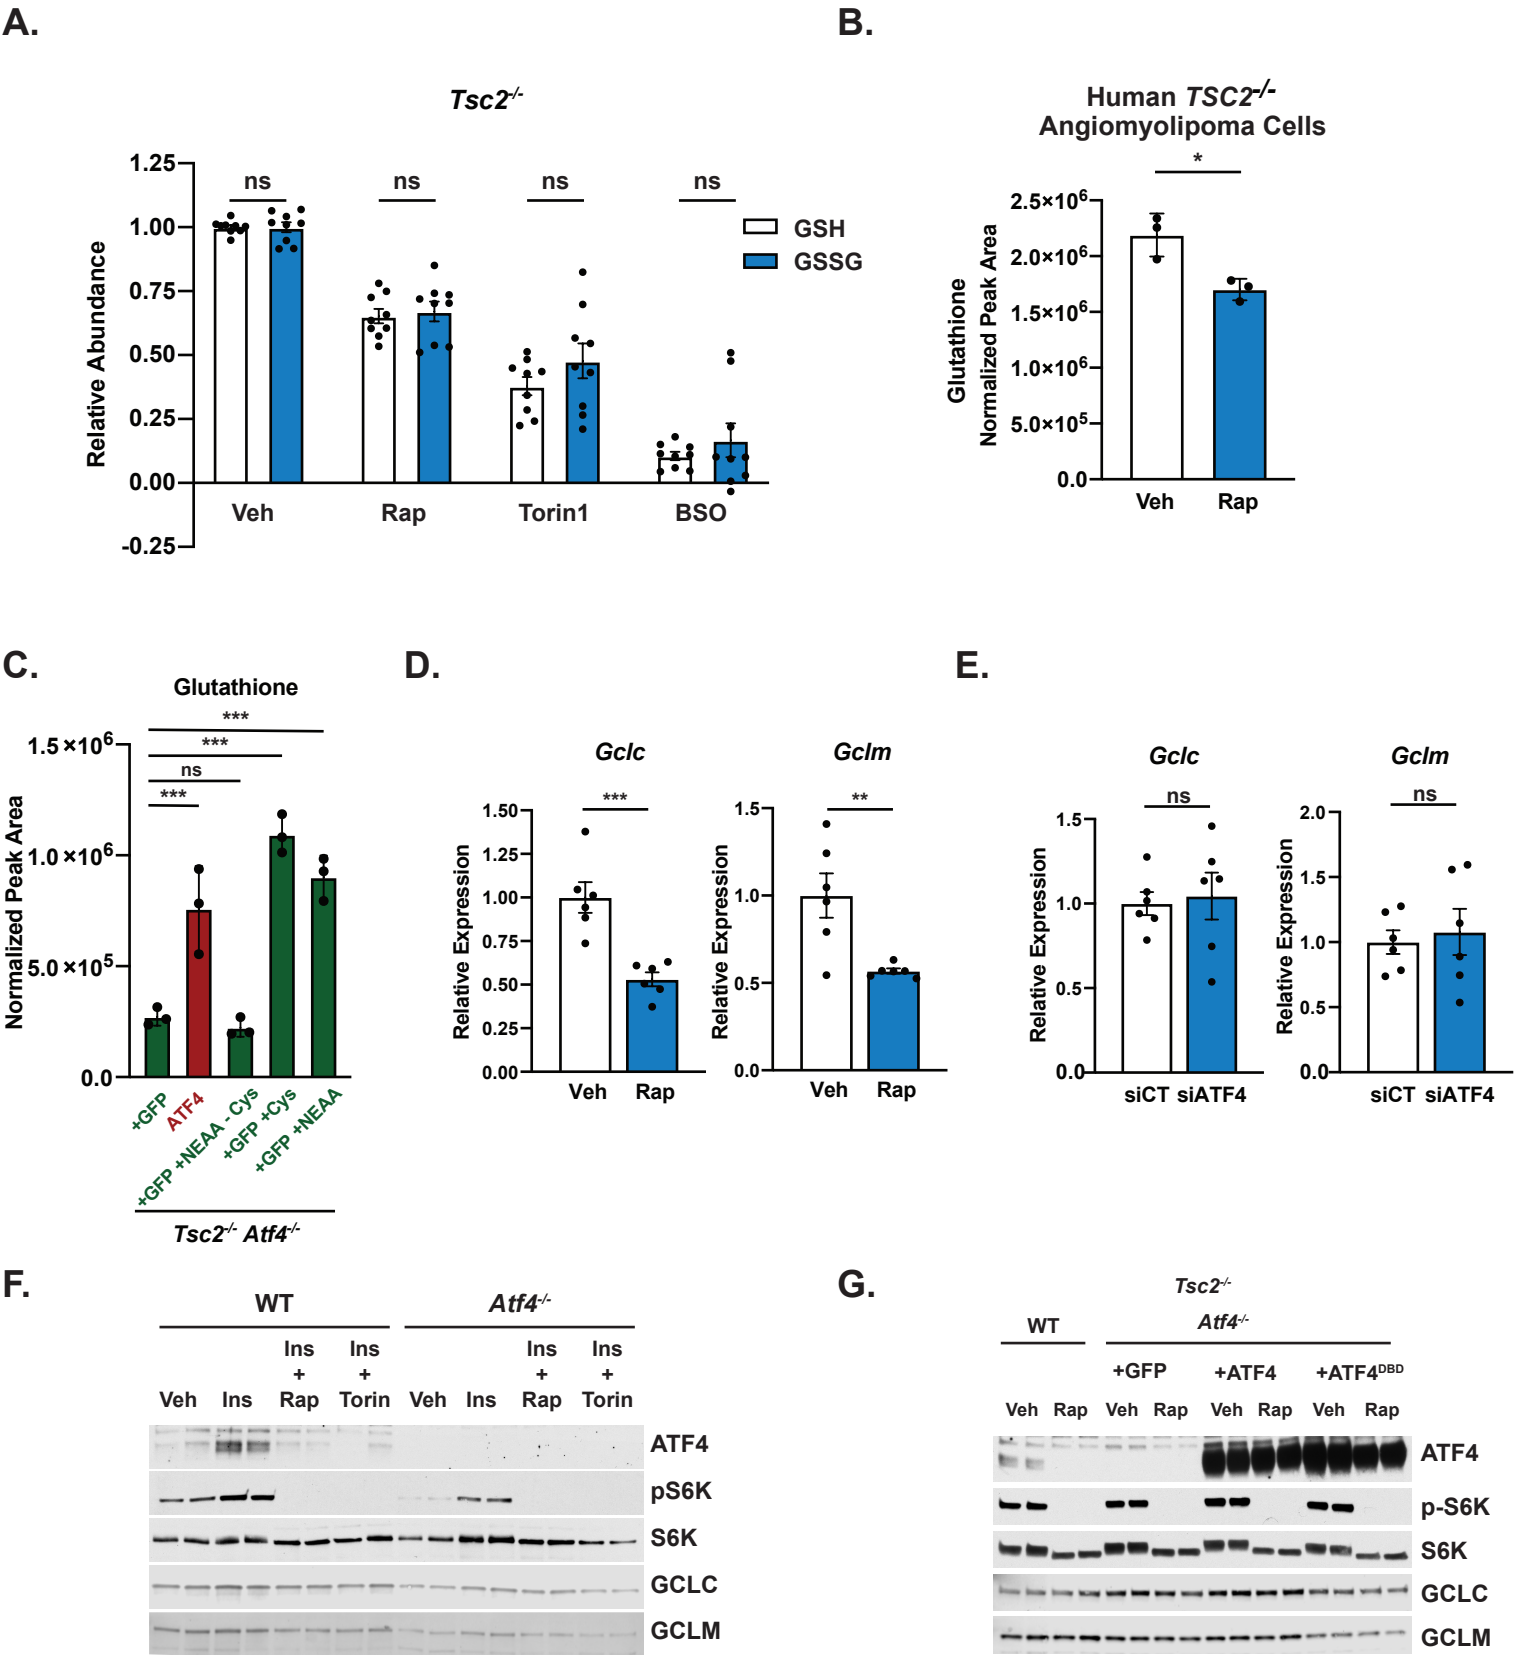 A.
Tsc2-/-
Relative Abundance
1.25
1.00
0.75
0.50
0.25
0.00
-0.25
ns
ns
ns
ns
GSH
GSSG
Veh
Rap
Torin1
BSO
B.
Human TSC2-/-
Angiomyolipoma Cells
*
Glutathione
Normalized Peak Area
2.5×10⁶
2.0×10⁶
1.5×10⁶
1.0×10⁶
5.0×10⁵
0.0
Veh
Rap
C.
Glutathione
***
***
ns
***
Normalized Peak Area
1.5×10⁶
1.0×10⁶
5.0×10⁵
0.0
+GFP
ATF4
+GFP +NEAA - Cys
+GFP +Cys
+GFP +NEAA
Tsc2-/- Atf4-/-
D.
Gclc
***
Relative Expression
1.50
1.25
1.00
0.75
0.50
0.25
0.00
Veh
Rap
Gclm
**
Relative Expression
1.5
1.0
0.5
0.0
Veh
Rap
E.
Gclc
ns
Relative Expression
1.5
1.0
0.5
0.0
siCT siATF4
Gclm
ns
Relative Expression
2.0
1.5
1.0
0.5
0.0
siCT siATF4
F.
WT
Atf4-/-
Veh
Ins
Ins
+
Rap
Ins
+
Torin
Veh
Ins
Ins
+
Rap
Ins
+
Torin
ATF4
pS6K
S6K
GCLC
GCLM
G.
Tsc2-/-
WT
Atf4-/-
+GFP
+ATF4
+ATF4DBD
Veh Rap Veh Rap Veh Rap Veh Rap
ATF4
p-S6K
S6K
GCLC
GCLM